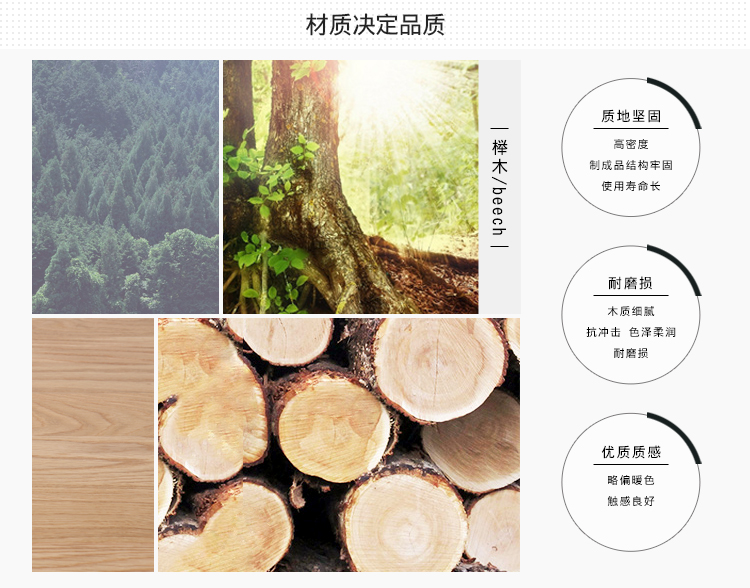 材质决定品质
榉木/beech
质地坚固
高密度
制成品结构牢固
使用寿命长
耐磨损
木质细腻
抗冲击 色泽柔润
耐磨损
优质质感
略偏暖色
触感良好